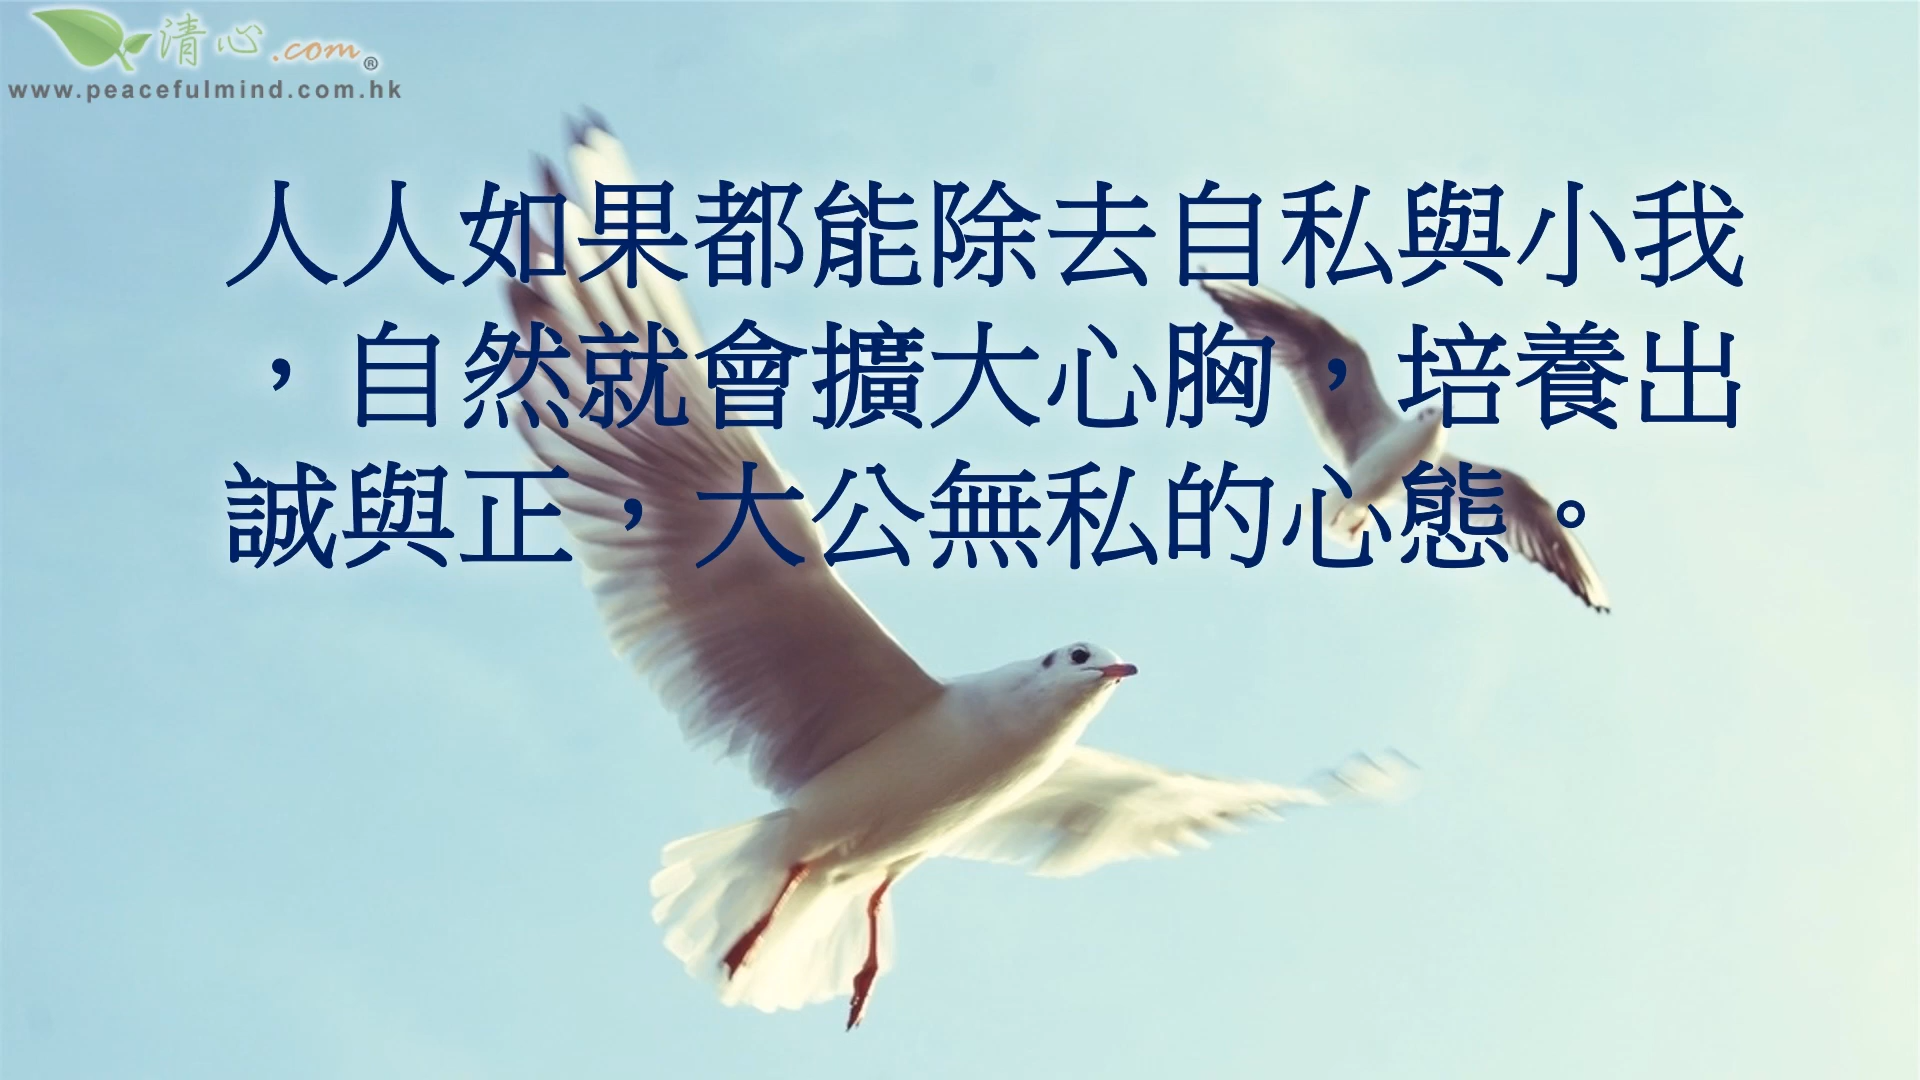 清心.com®
www.peacefulmind.com.hk
人人如果都能除去自私與小我
，自然就會擴大心胸，培養出
誠與正，大公無私的心態。